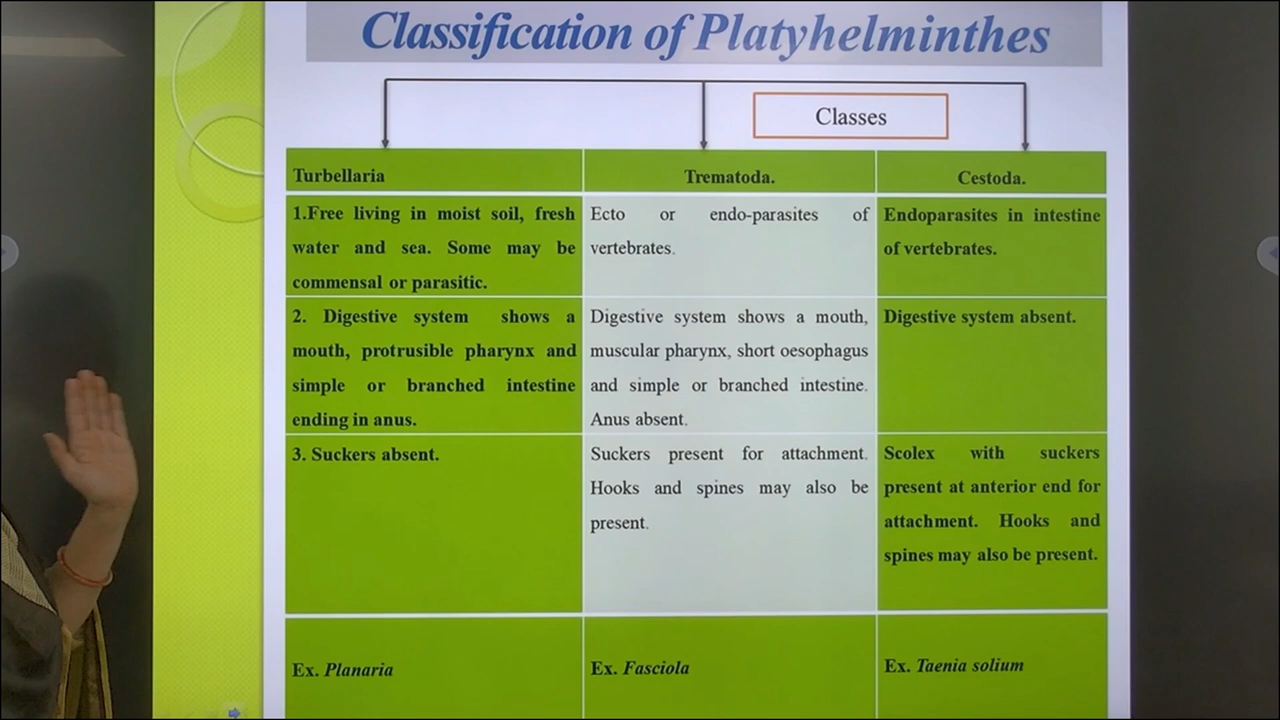 Classification of Platyhelminthes
Classes
Turbellaria
Trematoda.
Cestoda.
1.Free living in moist soil, fresh
water and sea. Some may be
commensal or prasitic.
Ecto or endo-parasites of
vertebrates.
Endoparasites in intestine
of vertebrates.
2. Digestive system shows a
mouth, protrusible pharynx and
simple or branched intestine
ending in anus.
Digestive system shows a mouth,
muscular pharynx, short oesophagus
and simple or branched intestine.
Anus absent.
Digestive system absent.
3. Suckers absent.
Suckers present for attachment.
Hooks and spines may also be
present.
Scolex with suckers
present at anterior end for
attachment. Hooks and
spines may also be present.
Ex. Planaria
Ex. Fasciola
Ex. Taenia solium